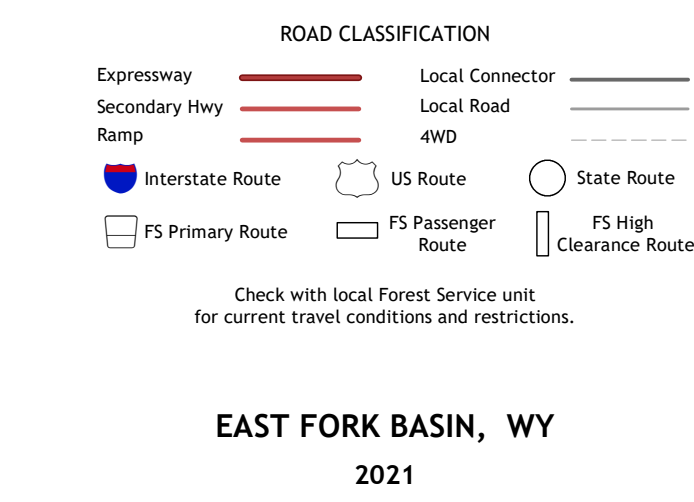 ROAD CLASSIFICATION
Expressway
Local Connector
Secondary Hwy
Local Road
Ramp
4WD
Interstate Route
US Route
State Route
FS Primary Route
FS Passenger
Route
FS High
Clearance Route
Check with local Forest Service unit
for current travel conditions and restrictions.
EAST FORK BASIN, WY
2021